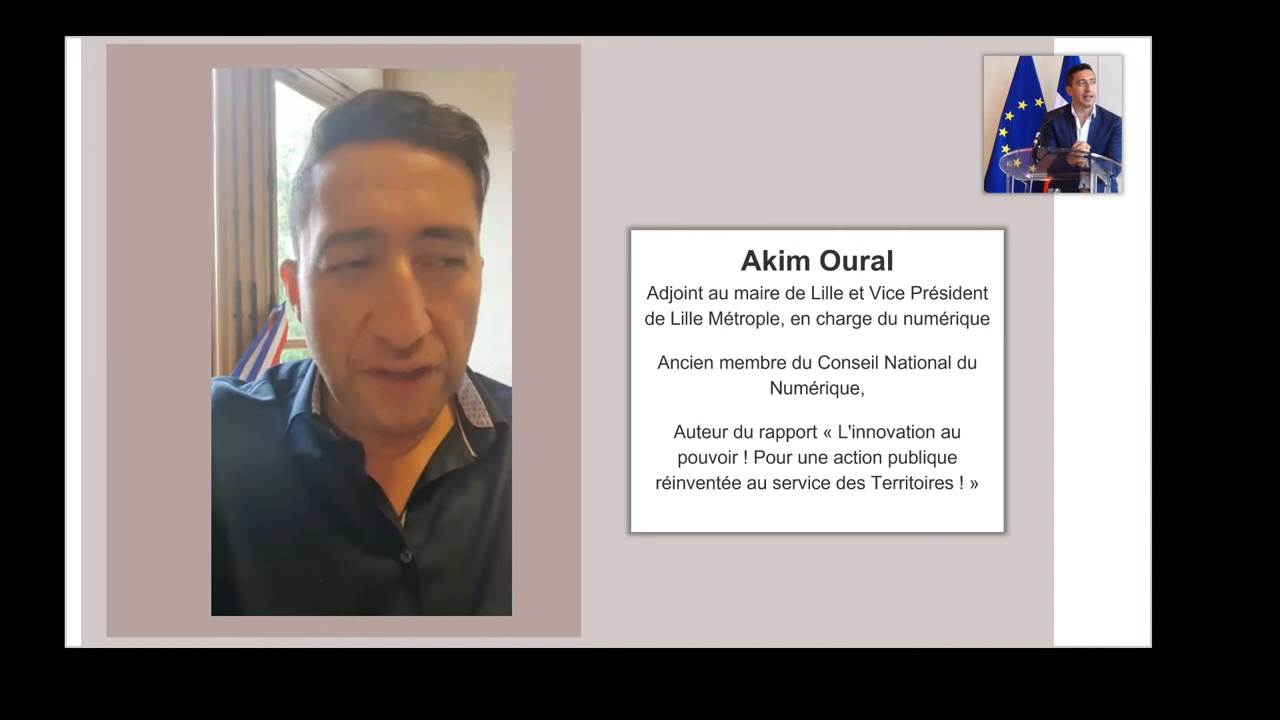 Akim Oural
Adjoint au maire de Lille et Vice Président
de Lille Métrople, en charge du numérique
Ancien membre du Conseil National du
Numérique,
Auteur du rapport « L'innovation au
pouvoir ! Pour une action publique
réinventée au service des Territoires ! »